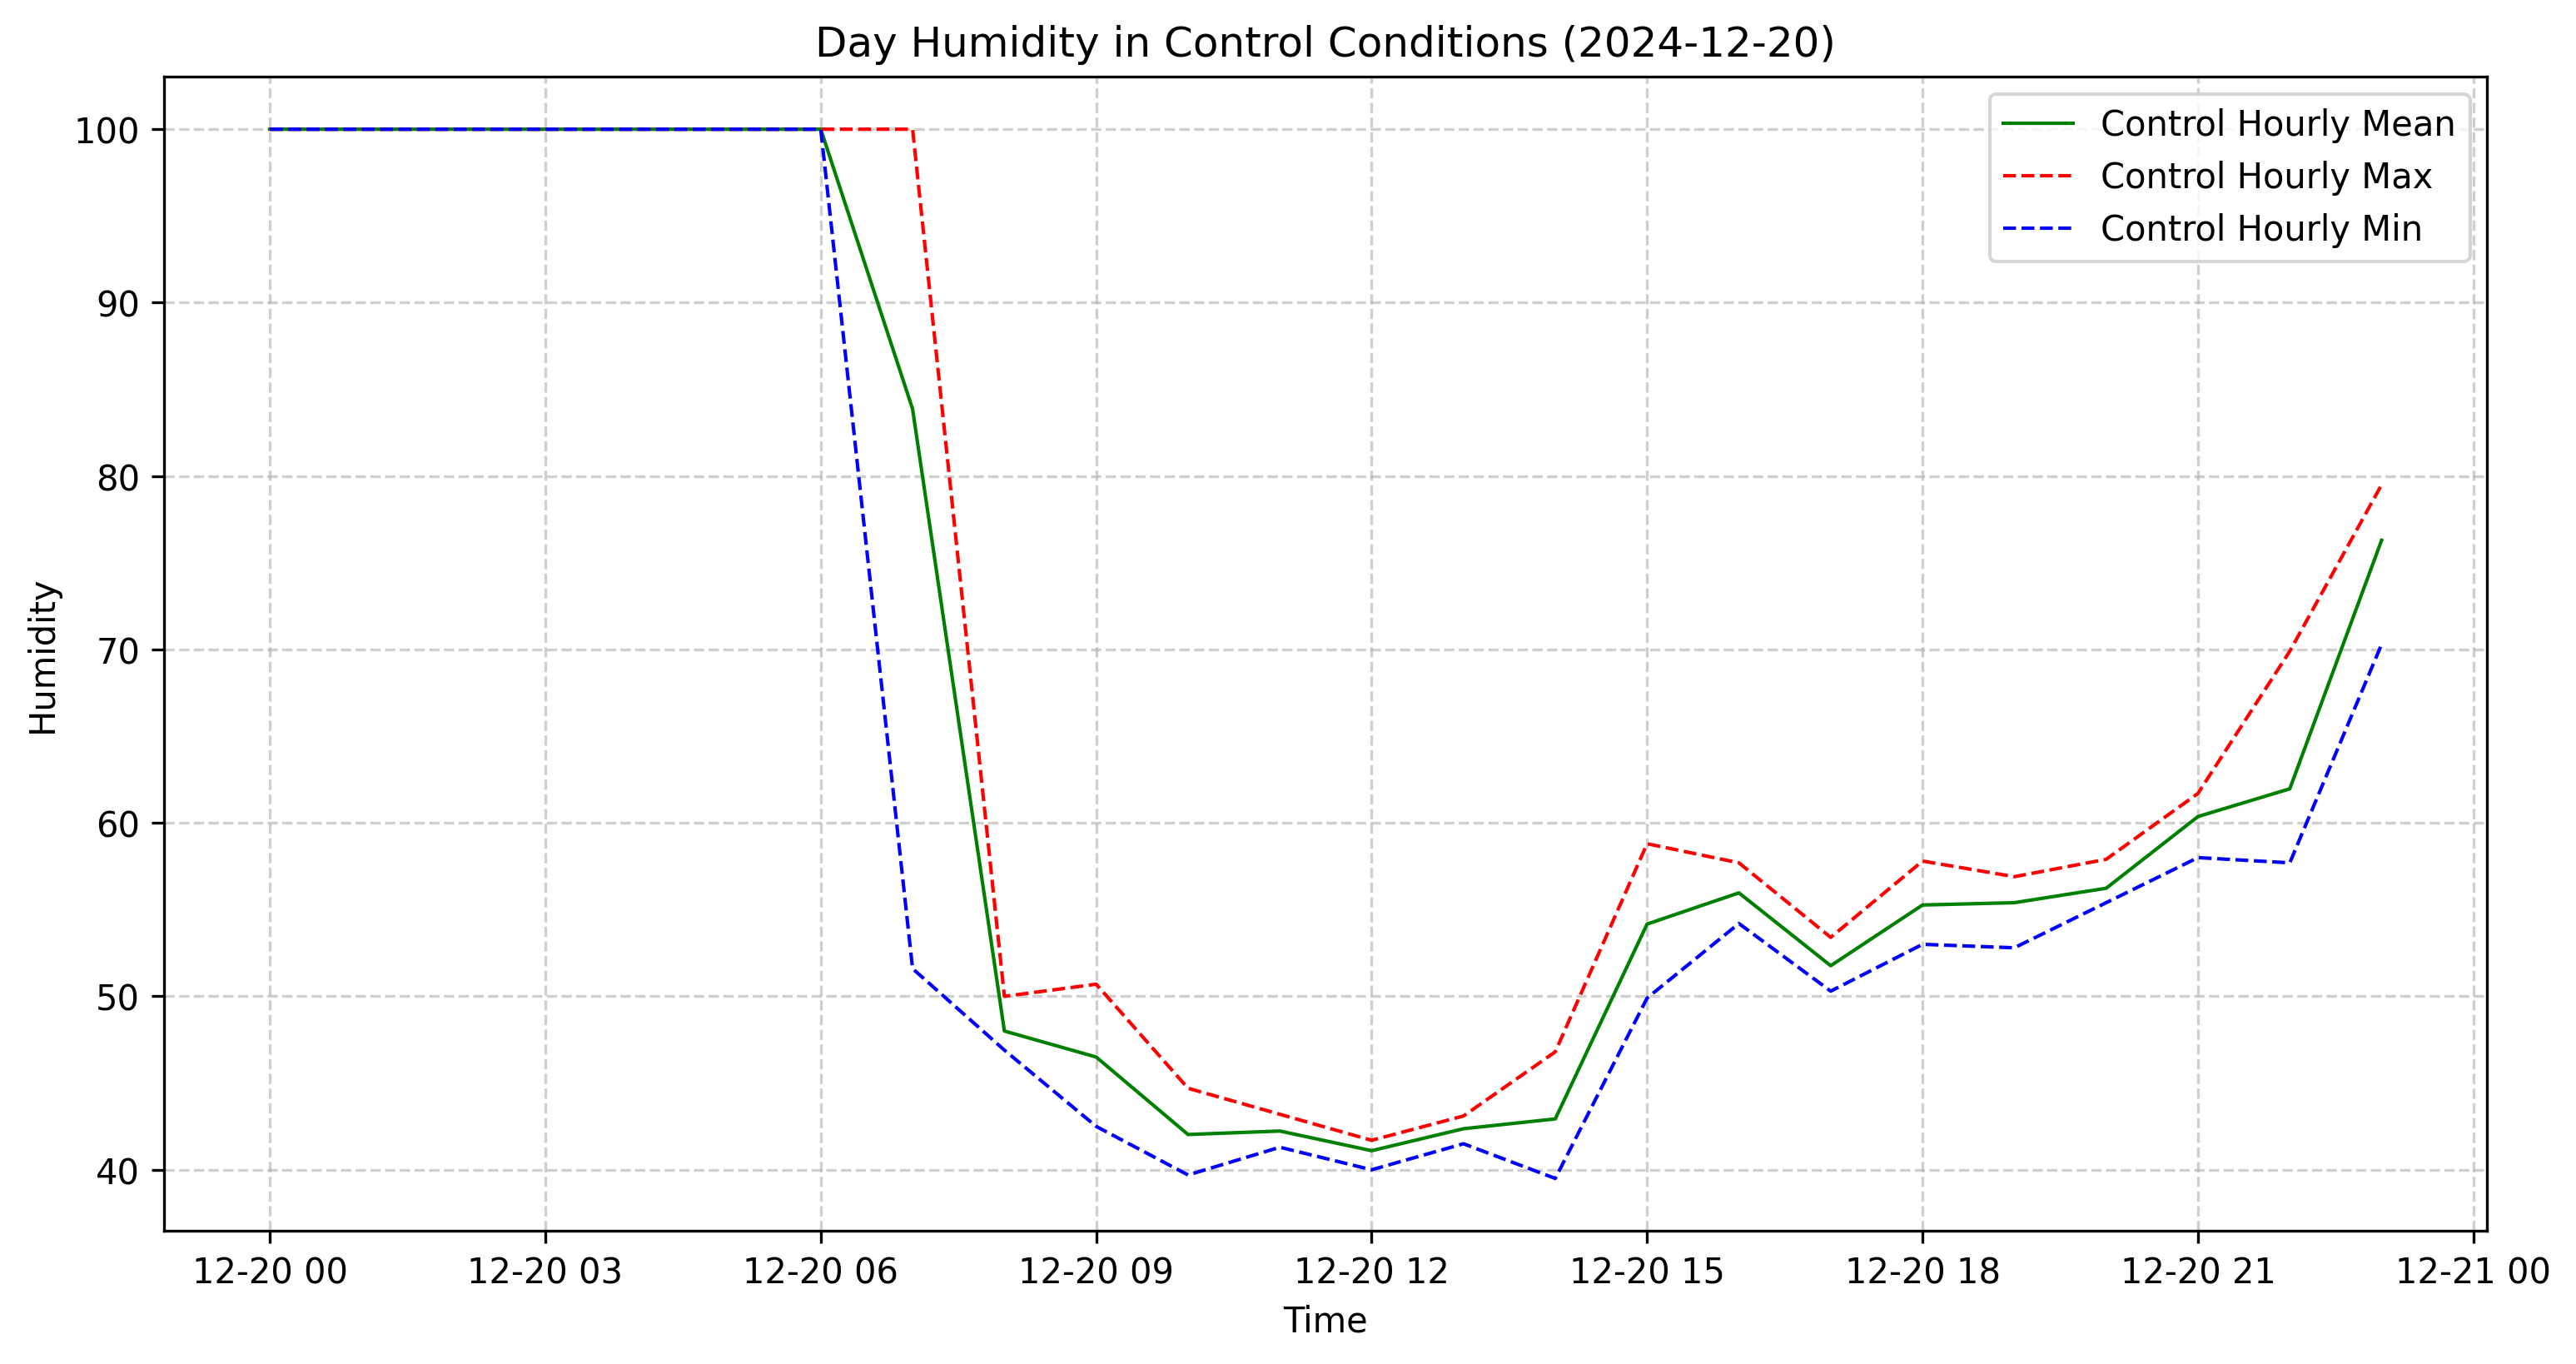 Day Humidity in Control Conditions (2024-12-20)
Control Hourly Mean
Control Hourly Max
Control Hourly Min
Humidity
100
90
80
70
60
50
40
12-20 00 12-20 03 12-20 06 12-20 09 12-20 12 12-20 15 12-20 18 12-20 21 12-21 00
Time